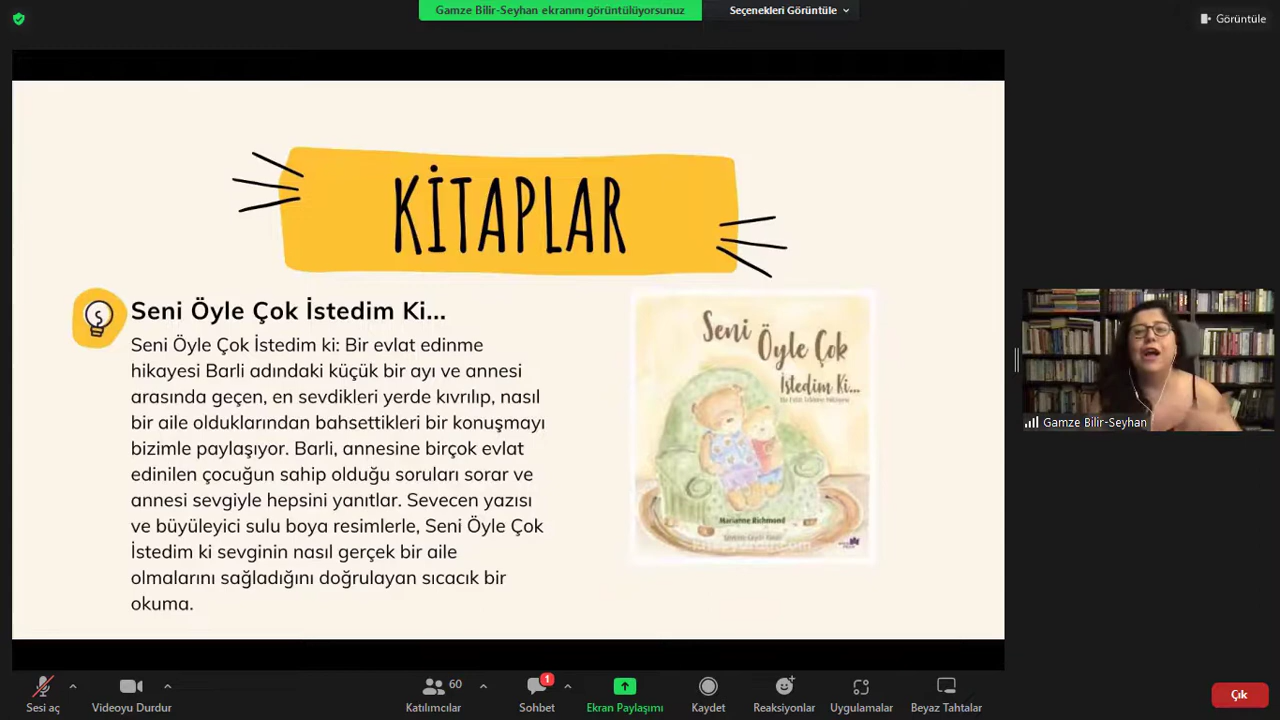 Gamze Bilir-Seyhan ekranını görüntülüyorsunuz
Seçenekleri Görüntüle
Görüntüle
KİTAPLAR
Seni Öyle Çok İstedim Ki...
Seni Öyle Çok İstedim ki: Bir evlat edinme
hikayesi Barli adındaki küçük bir ayı ve annesi
arasında geçen, en sevdikleri yerde kıvrılıp, nasıl
bir aile olduklarından bahsettikleri bir konuşmayı
bizimle paylaşıyor. Barli, annesine birçok evlat
edinilen çocuğun sahip olduğu soruları sorar ve
annesi sevgiyle hepsini yanıtlar. Sevecen yazısı
ve büyüleyici sulu boya resimlerle, Seni Öyle Çok
İstedim ki sevginin nasıl gerçek bir aile
olmalarını sağladığını doğrulayan sıcacık bir
okuma.
Seni
Öyle Çok
İstedim Ki...
Bir Evlat Edinme Hikayesi
Marianne Richmond
Gamze Bilir-Seyhan
Sesi aç
Videoyu Durdur
60
Katılımcılar
1
Sohbet
Ekran Paylaşımı
Kaydet
Reaksiyonlar
Uygulamalar
Beyaz Tahtalar
Çık